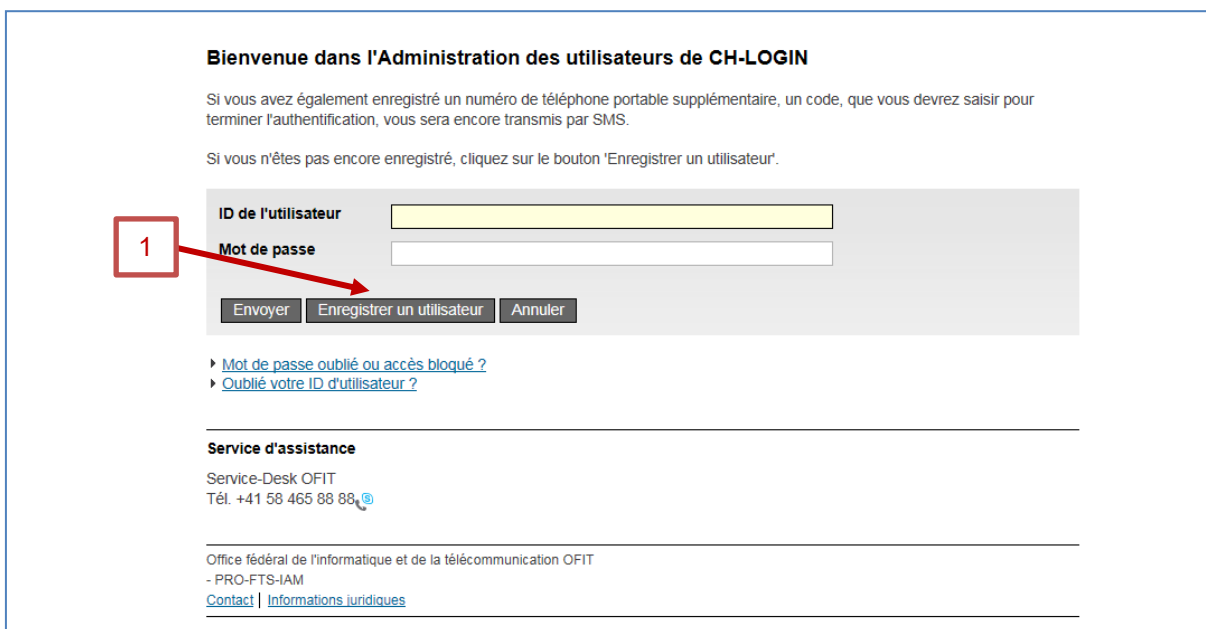 Bienvenue dans l'Administration des utilisateurs de CH-LOGIN
Si vous avez également enregistré un numéro de téléphone portable supplémentaire, un code, que vous devrez saisir pour
terminer l'authentification, vous sera encore transmis par SMS.
Si vous n'êtes pas encore enregistré, cliquez sur le bouton 'Enregistrer un utilisateur'.
ID de l'utilisateur
1
Mot de passe
Envoyer Enregistrer un utilisateur Annuler
Mot de passe oublié ou accès bloqué ?
Oublié votre ID d'utilisateur ?
Service d'assistance
Service-Desk OFIT
Tél. +41 58 465 88 88
Office fédéral de l'informatique et de la télécommunication OFIT
- PRO-FTS-IAM
Contact | Informations juridiques